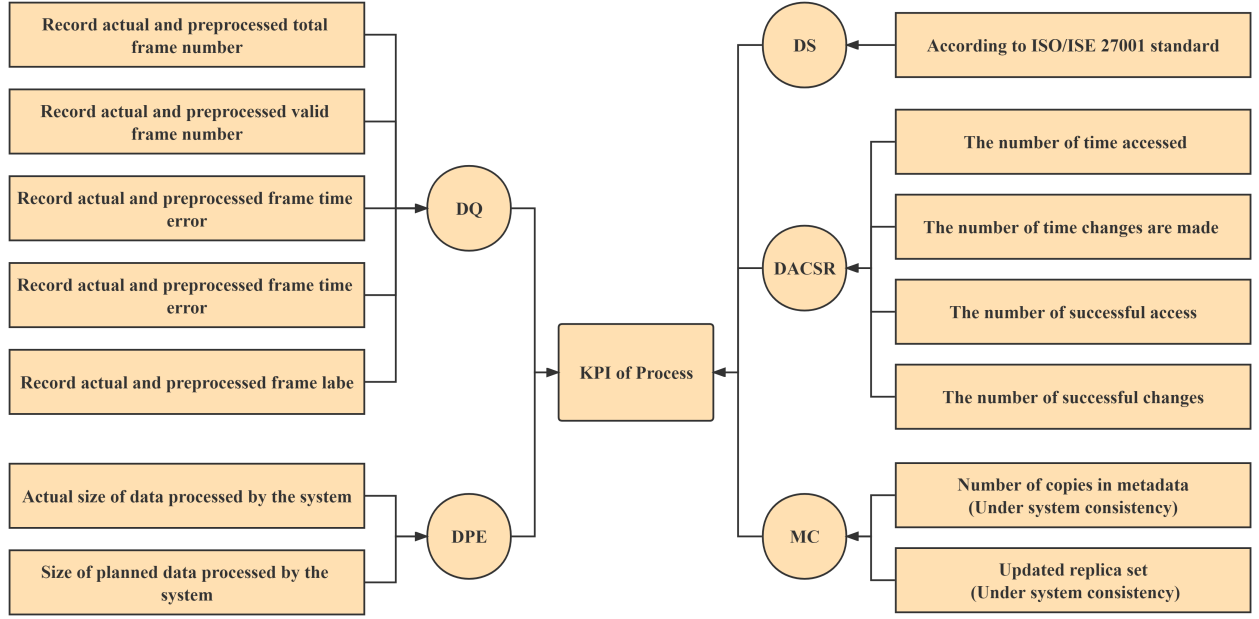 Record actual and preprocessed total
frame number
Record actual and preprocessed valid
frame number
Record actual and preprocessed frame time
error
Record actual and preprocessed frame time
error
Record actual and preprocessed frame labe
Actual size of data processed by the system
Size of planned data processed by the
system
DQ
DPE
KPI of Process
DS
DACSR
MC
According to ISO/ISE 27001 standard
The number of time accessed
The number of time changes are made
The number of successful access
The number of successful changes
Number of copies in metadata
(Under system consistency)
Updated replica set
(Under system consistency)